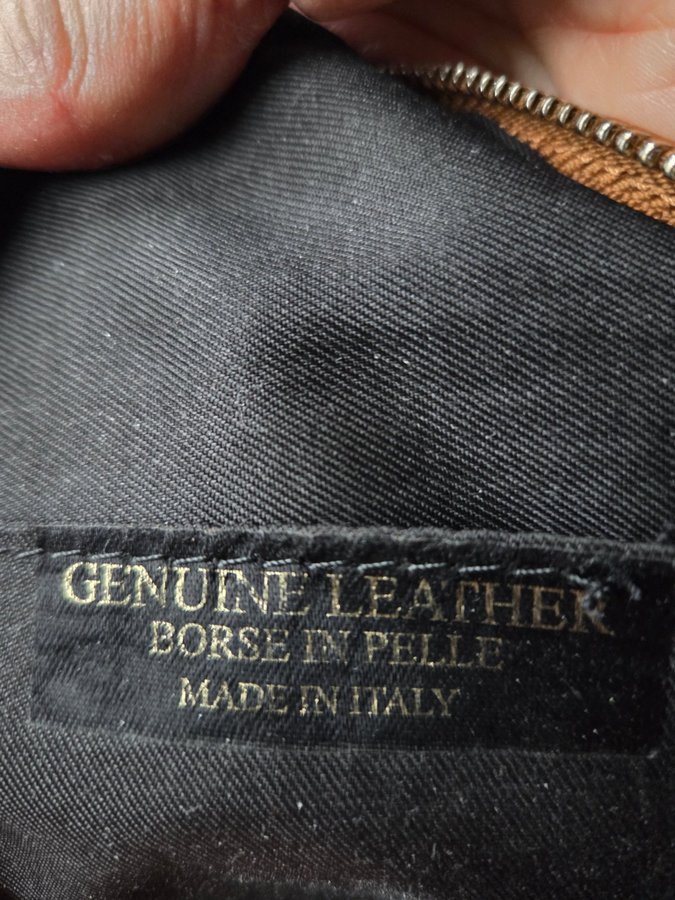 GENUINE LEATHER
BORSE IN PELLE
MADE IN ITALY